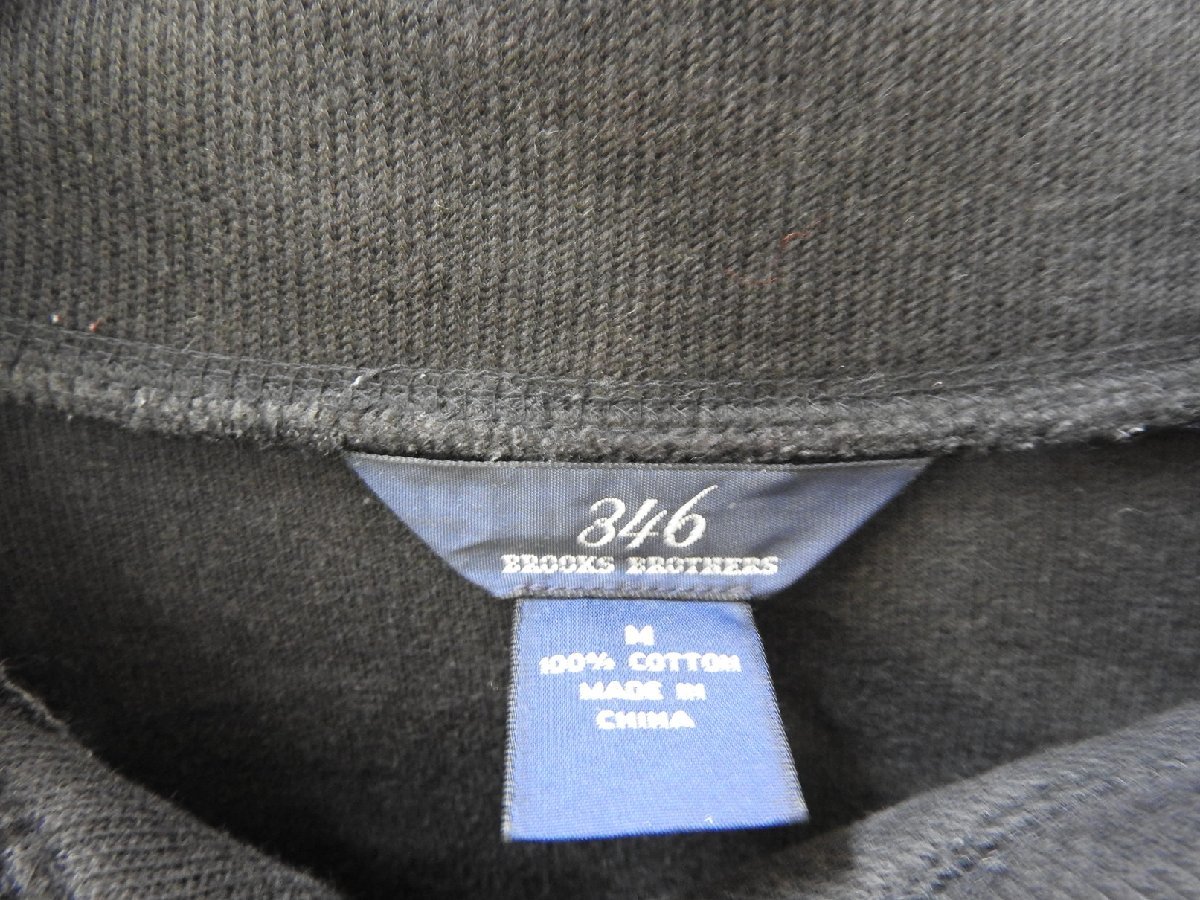 346
BROOKS BROTHERS
M
100% COTTON
MADE IN
CHINA